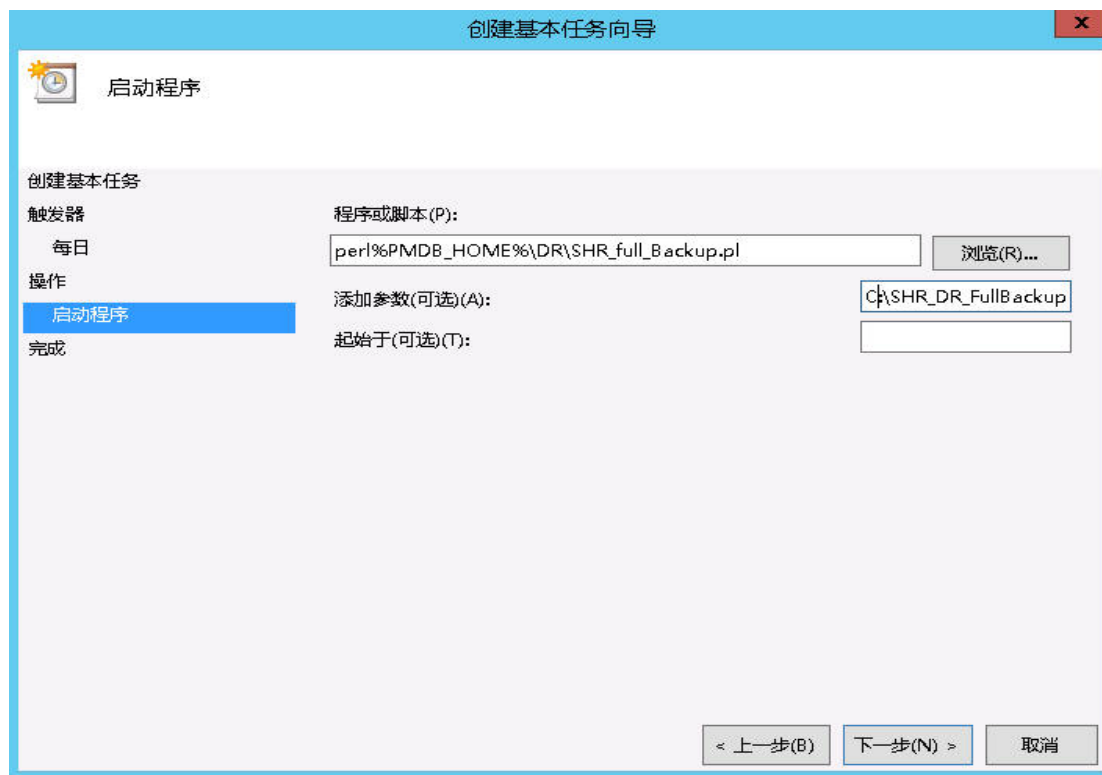 创建基本任务向导
x
启动程序
创建基本任务
触发器
每日
操作
启动程序
完成
程序或脚本(P):
perl%PMDB_HOME%\DR\SHR_full_Backup.pl
浏览(R)...
添加参数(可选)(A):
C:\SHR_DR_FullBackup
起始于(可选)(T):
< 上一步(B)
下一步(N) >
取消